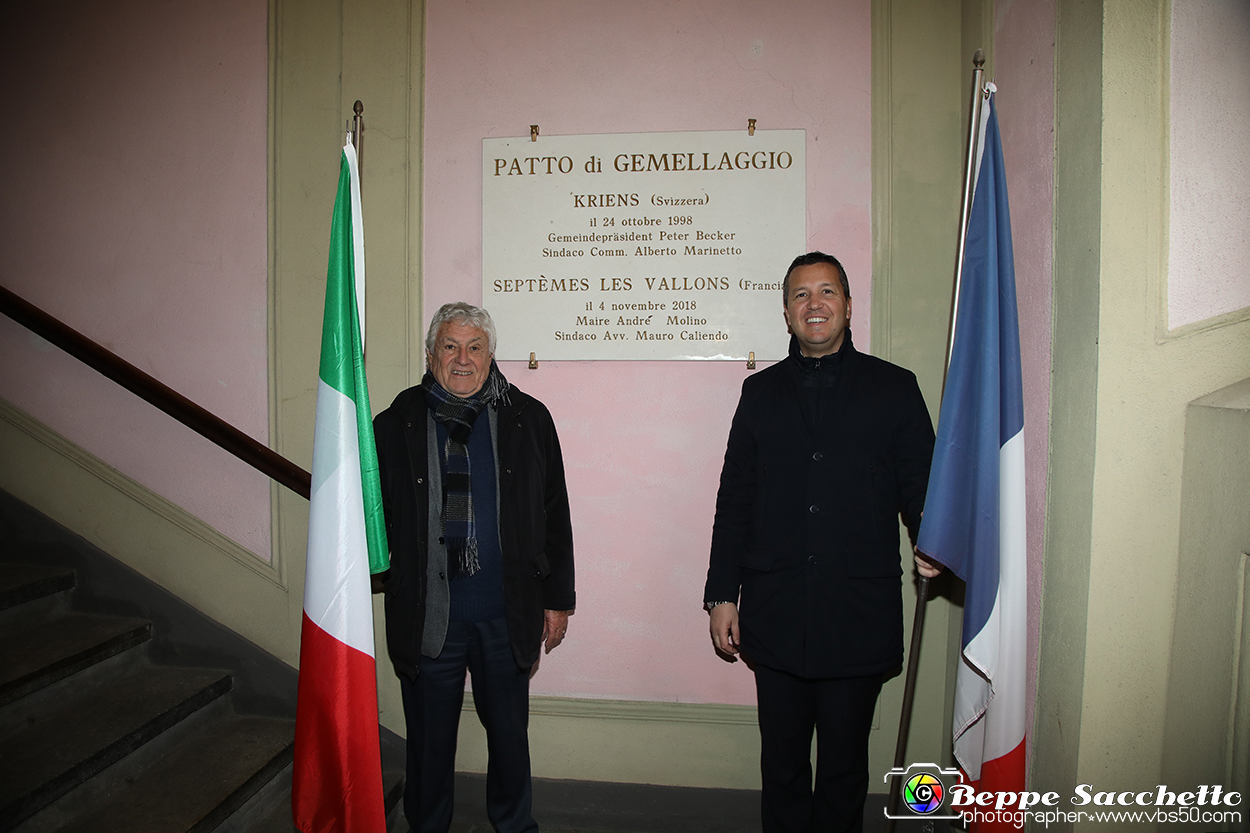 PATTO di GEMELLAGGIO
KRIENS (Svizzera)
il 24 ottobre 1998
Gemeindepräsident Peter Becker
Sindaco Comm. Alberto Marinetto
SEPTÈMES LES VALLONS (Francia
il 4 novembre 2018
Maire André Molino
Sindaco Avv. Mauro Caliendo
C Beppe Sacchetto ®
photographer★www.vbs50.com